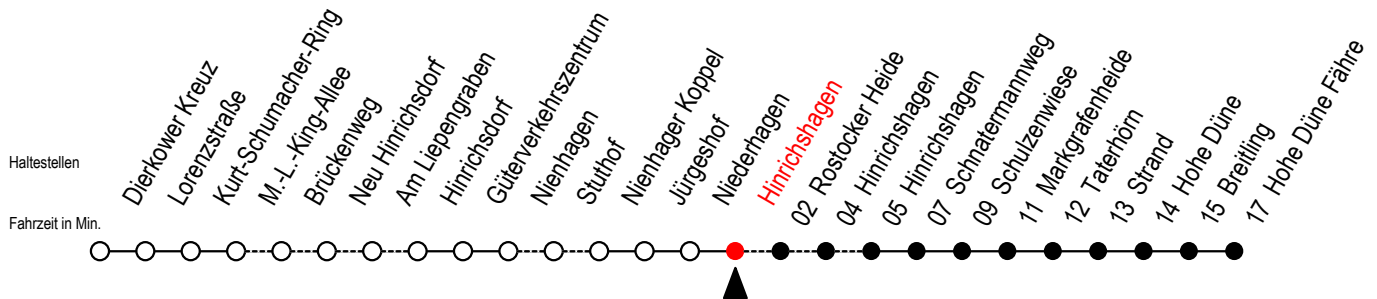 Haltestellen
Dierkower Kreuz
Lorenzstraße
Kurt-Schumacher-Ring
M.-L.-King-Allee
Brückenweg
Neu Hinrichsdorf
Am Liepengraben
Hinrichsdorf
Güterverkehrszentrum
Nienhagen
Stuthof
Nienhager Koppel
Jürgeshof
Niederhagen
Hinrichshagen
02 Rostocker Heide
04 Hinrichshagen
05 Hinrichshagen
07 Schnatermannweg
09 Schulzenwiese
11 Markgrafenheide
12 Taterhörn
13 Strand
14 Hohe Düne
15 Breitling
17 Hohe Düne Fähre
Fahrzeit in Min.